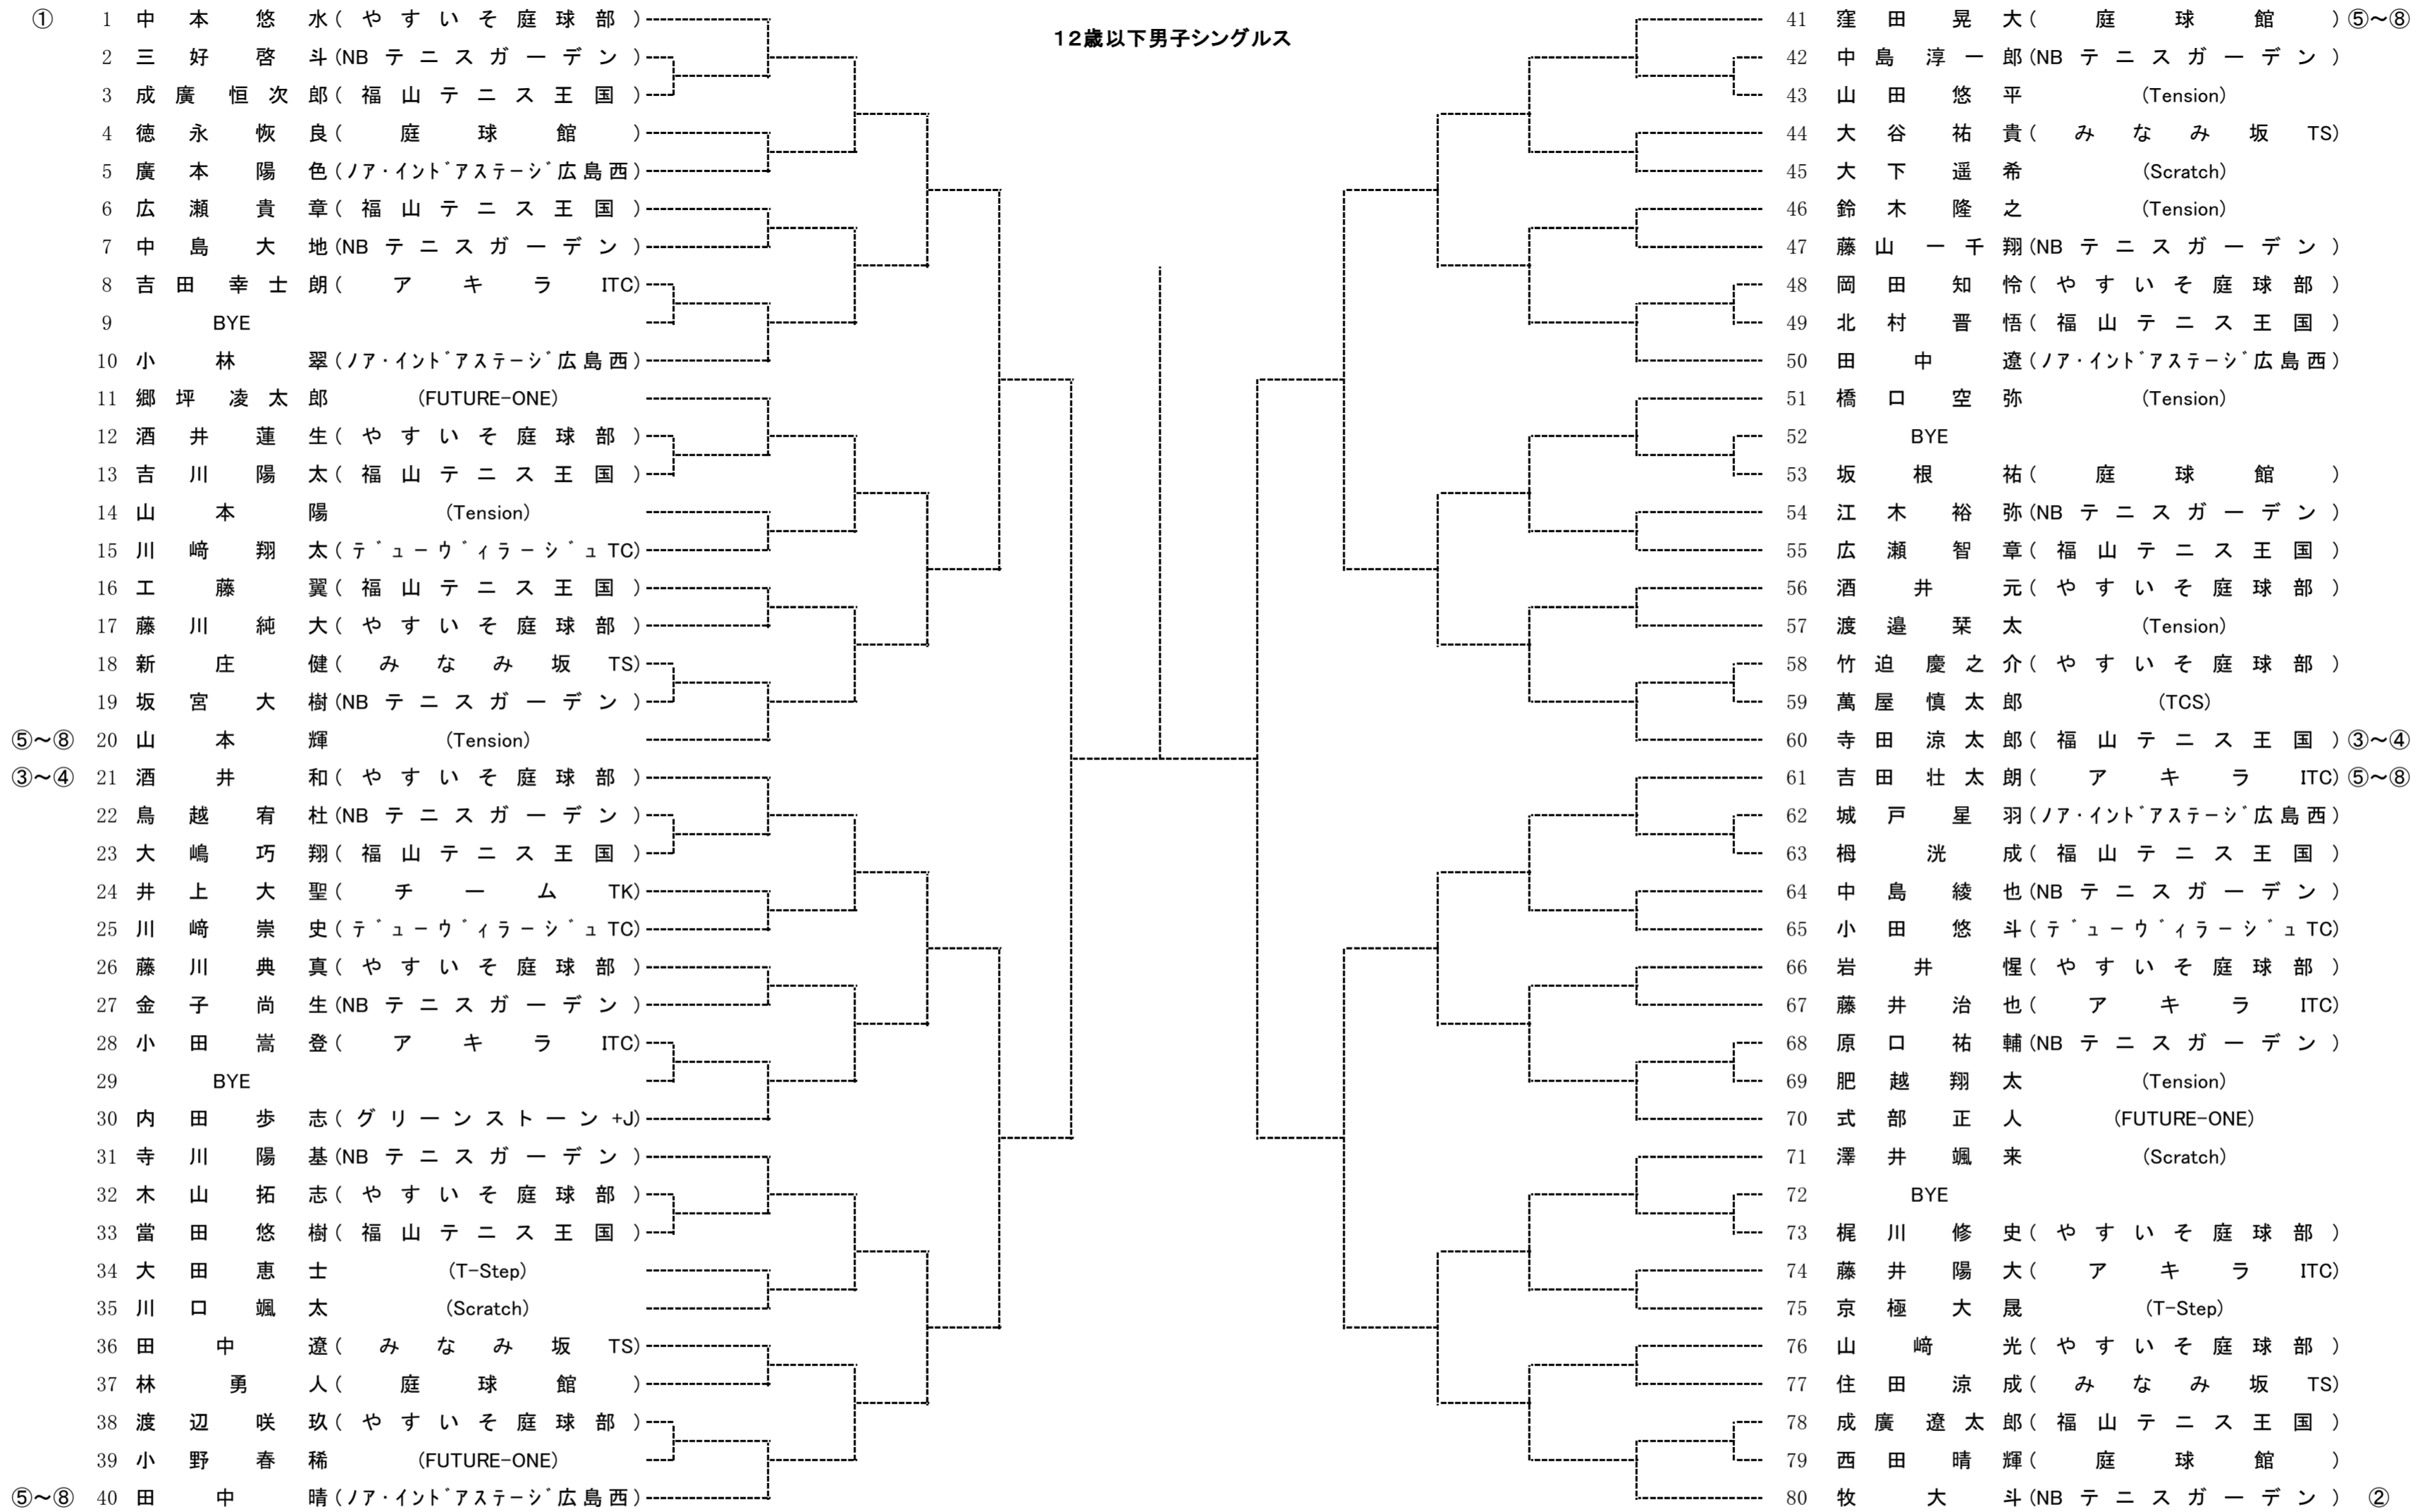 12歳以下男子シングルス
① 1 中本悠水(やすいそ庭球部)
2 三好啓斗(NBテニスガーデン)
3 成廣恒次郎(福山テニス王国)
4 徳永恢良(庭球館)
5 廣本陽色(ﾉｱ・ｲﾝﾄﾞｱｽﾃｰｼﾞ広島西)
6 広瀬貴章(福山テニス王国)
7 中島大地(NBテニスガーデン)
8 吉田幸士朗(アキラITC)
9 BYE
10 小林翠(ﾉｱ・ｲﾝﾄﾞｱｽﾃｰｼﾞ広島西)
11 郷坪凌太郎(FUTURE-ONE)
12 酒井蓮生(やすいそ庭球部)
13 吉川陽太(福山テニス王国)
14 山本陽(Tension)
15 川﨑翔太(ﾃﾞｭｰｳﾞｨﾗｰｼﾞｭTC)
16 工藤翼(福山テニス王国)
17 藤川純大(やすいそ庭球部)
18 新庄健(みなみ坂TS)
19 坂宮大樹(NBテニスガーデン)
⑤～⑧ 20 山本輝(Tension)
③～④ 21 酒井和(やすいそ庭球部)
22 鳥越宥杜(NBテニスガーデン)
23 大嶋巧翔(福山テニス王国)
24 井上大聖(チームTK)
25 川﨑崇史(ﾃﾞｭｰｳﾞｨﾗｰｼﾞｭTC)
26 藤川典真(やすいそ庭球部)
27 金子尚生(NBテニスガーデン)
28 小田嵩登(アキラITC)
29 BYE
30 内田歩志(グリーンストーン+J)
31 寺川陽基(NBテニスガーデン)
32 木山拓志(やすいそ庭球部)
33 當田悠樹(福山テニス王国)
34 大田恵士(T-Step)
35 川口颯太(Scratch)
36 田中遼(みなみ坂TS)
37 林勇人(庭球館)
38 渡辺咲玖(やすいそ庭球部)
39 小野春稀(FUTURE-ONE)
⑤～⑧ 40 田中晴(ﾉｱ・ｲﾝﾄﾞｱｽﾃｰｼﾞ広島西)
41 窪田晃大(庭球館) ⑤～⑧
42 中島淳一郎(NBテニスガーデン)
43 山田悠平(Tension)
44 大谷祐貴(みなみ坂TS)
45 大下遥希(Scratch)
46 鈴木隆之(Tension)
47 藤山一千翔(NBテニスガーデン)
48 岡田知怜(やすいそ庭球部)
49 北村晋悟(福山テニス王国)
50 田中遼(ﾉｱ・ｲﾝﾄﾞｱｽﾃｰｼﾞ広島西)
51 橋口空弥(Tension)
52 BYE
53 坂根祐(庭球館)
54 江木裕弥(NBテニスガーデン)
55 広瀬智章(福山テニス王国)
56 酒井元(やすいそ庭球部)
57 渡邉栞太(Tension)
58 竹迫慶之介(やすいそ庭球部)
59 萬屋慎太郎(TCS)
60 寺田涼太郎(福山テニス王国) ③～④
61 吉田壮太朗(アキラITC) ⑤～⑧
62 城戸星羽(ﾉｱ・ｲﾝﾄﾞｱｽﾃｰｼﾞ広島西)
63 栂洸成(福山テニス王国)
64 中島綾也(NBテニスガーデン)
65 小田悠斗(ﾃﾞｭｰｳﾞｨﾗｰｼﾞｭTC)
66 岩井惺(やすいそ庭球部)
67 藤井治也(アキラITC)
68 原口祐輔(NBテニスガーデン)
69 肥越翔太(Tension)
70 式部正人(FUTURE-ONE)
71 澤井颯来(Scratch)
72 BYE
73 梶川修史(やすいそ庭球部)
74 藤井陽大(アキラITC)
75 京極大晟(T-Step)
76 山﨑光(やすいそ庭球部)
77 住田涼成(みなみ坂TS)
78 成廣遼太郎(福山テニス王国)
79 西田晴輝(庭球館)
80 牧大斗(NBテニスガーデン) ②